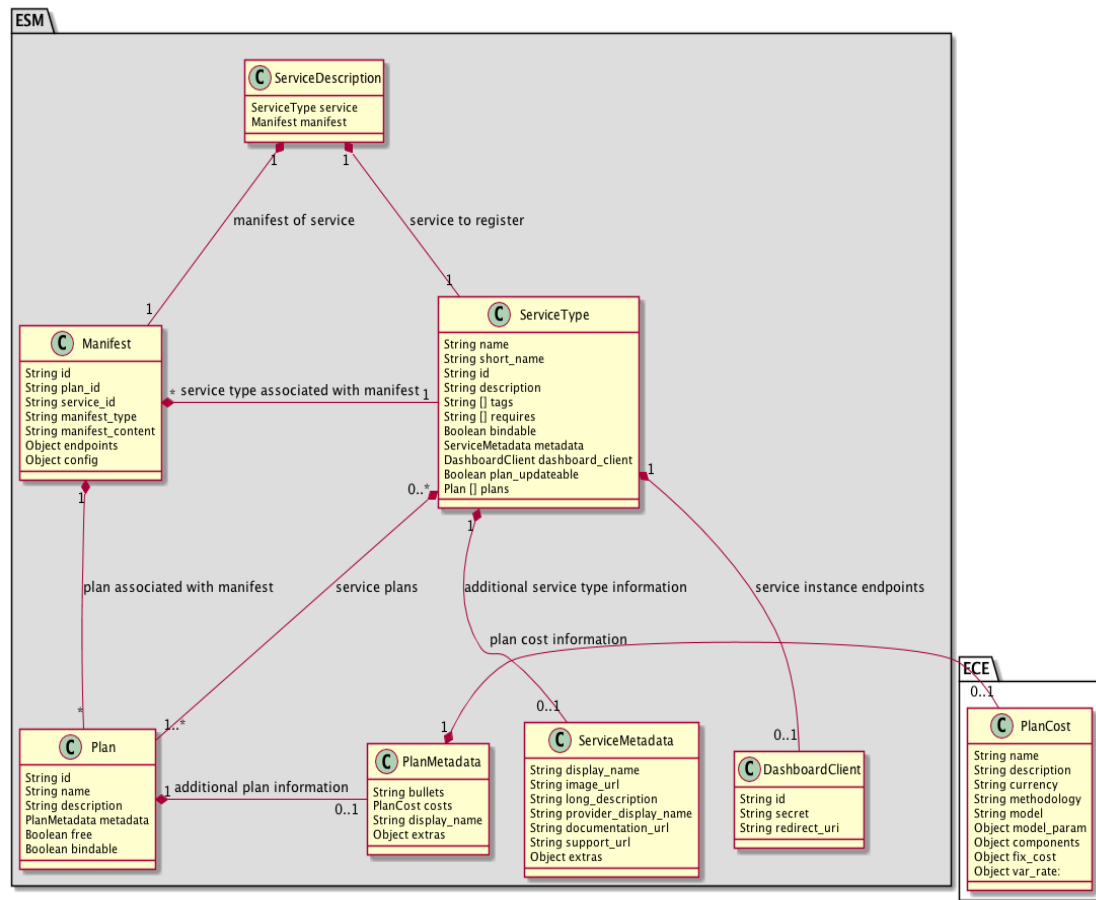 ESM
C ServiceDescription
ServiceType service
Manifest manifest
1
1
manifest of service
service to register
1
1
C Manifest
String id
String plan_id
String service_id
String manifest_type
String manifest_content
Object endpoints
Object config
* service type associated with manifest 1
C ServiceType
String name
String short_name
String id
String description
String [] tags
String [] requires
Boolean bindable
ServiceMetadata metadata
DashboardClient dashboard_client
Boolean plan_updateable
Plan [] plans
1
0..*
1
1
plan associated with manifest
service plans
additional service type information
service instance endpoints
plan cost information
*
1..*
1
0..1
0..1
ECE
0..1
C Plan
String id
String name
String description
PlanMetadata metadata
Boolean free
Boolean bindable
1 additional plan information
0..1
C PlanMetadata
String bullets
PlanCost costs
String display_name
Object extras
C ServiceMetadata
String display_name
String image_url
String long_description
String provider_display_name
String documentation_url
String support_url
Object extras
C DashboardClient
String id
String secret
String redirect_uri
C PlanCost
String name
String description
String currency
String methodology
String model
Object model_param
Object components
Object fix_cost
Object var_rate: